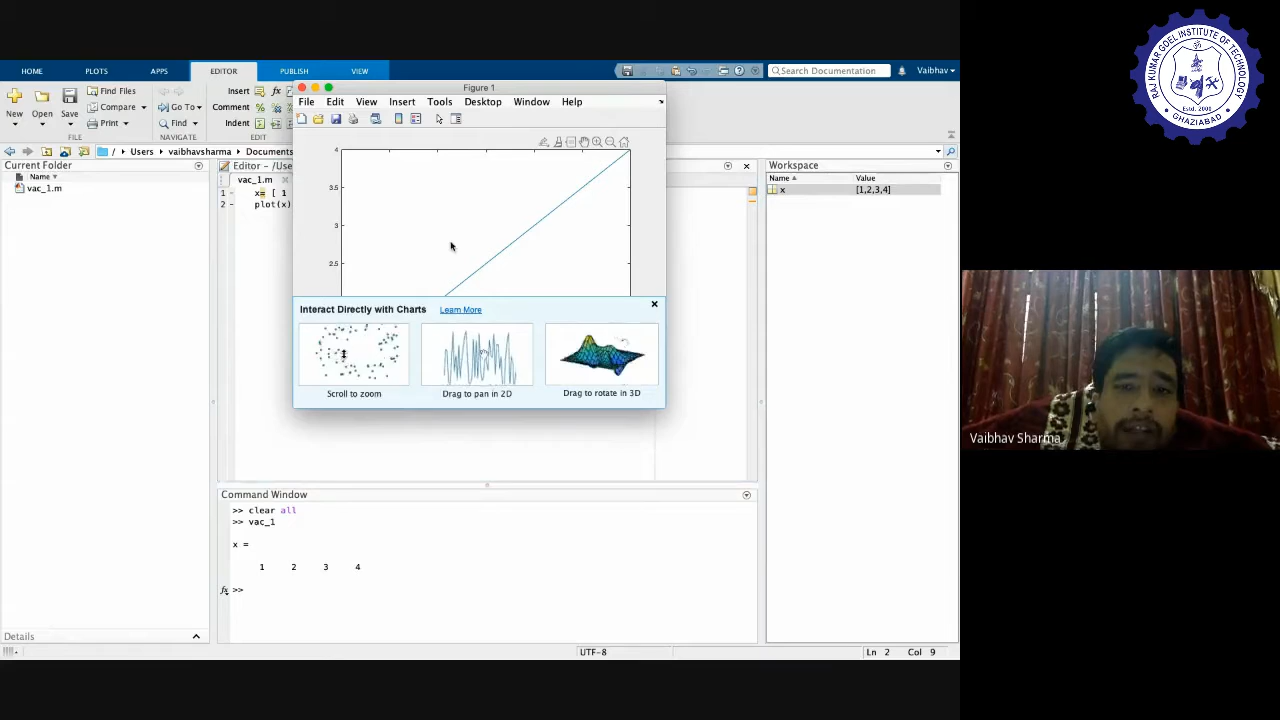 HOME PLOTS APPS EDITOR PUBLISH VIEW
Search Documentation
Vaibhav
New
Open
Save
Find Files
Compare
Print
Go To
Find
Insert
Comment
Indent
FILE
NAVIGATE
EDIT
/ Users vaibhavsharma Documents
Current Folder
Name
vac_1.m
Details
Editor - /Use
vac_1.m
1 x= [ 1
2 plot(x)
Figure 1
File Edit View Insert Tools Desktop Window Help
4
3.5
3
2.5
Interact Directly with Charts Learn More
Scroll to zoom
Drag to pan in 2D
Drag to rotate in 3D
Command Window
>> clear all
>> vac_1
x =
1 2 3 4
fx >>
Workspace
Name Value
x [1,2,3,4]
UTF-8
Ln 2 Col 9
RAJ KUMAR GOEL INSTITUTE OF TECHNOLOGY
Estd. 2000
GHAZIABAD
Vaibhav Sharma